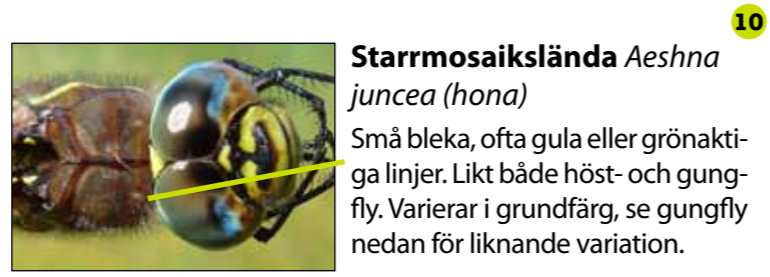 10
Starrmosaikslända Aeshna
juncea (hona)
Små bleka, ofta gula eller grönakti-
ga linjer. Likt både höst- och gung-
fly. Varierar i grundfärg, se gungfly
nedan för liknande variation.